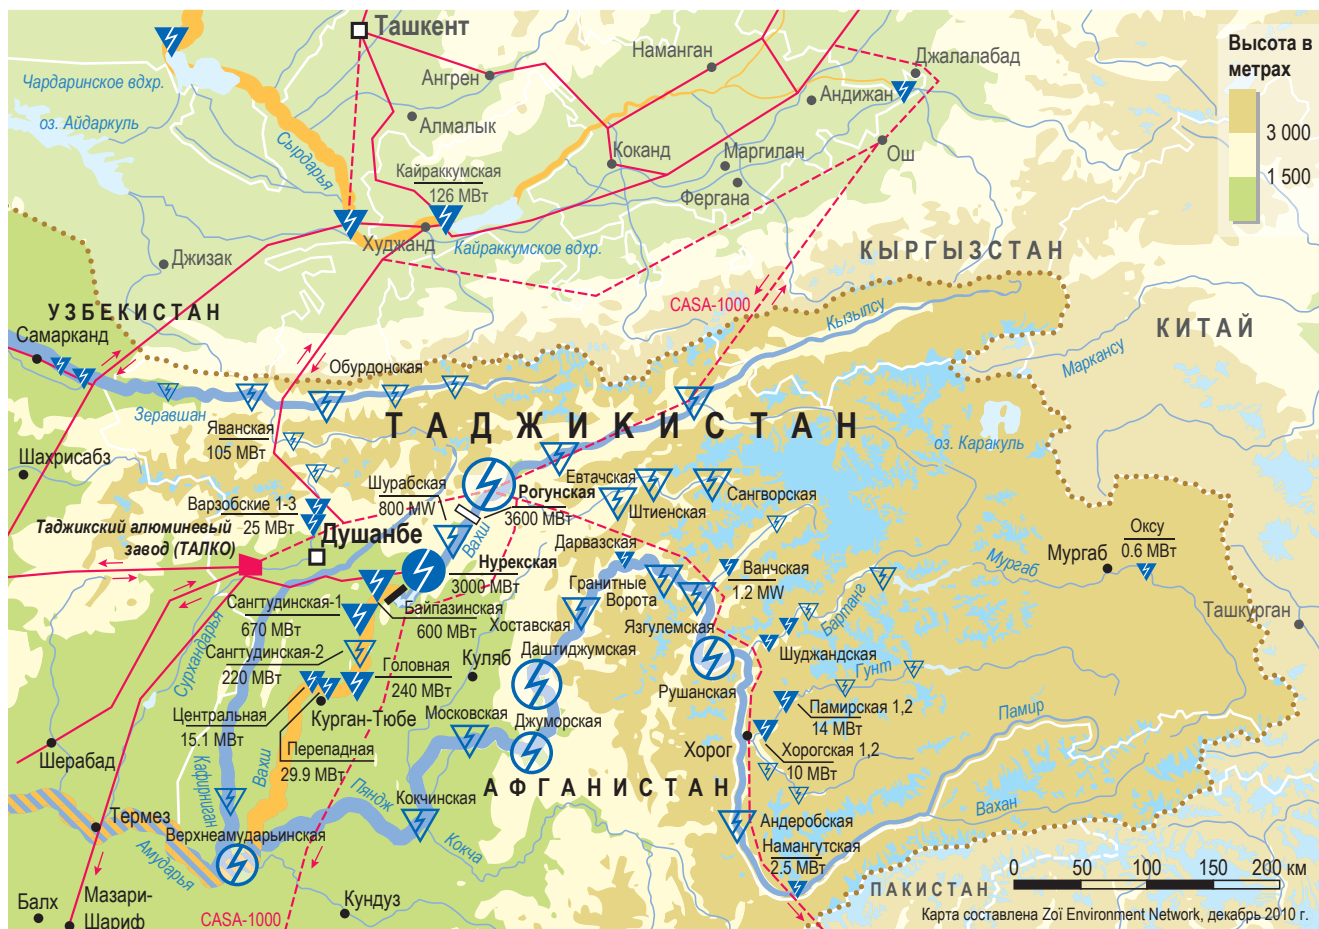 Ташкент
Чардаринское вдхр.
оз. Айдаркуль
Ангрен
Алмалык
Сырдарья
Наманган
Джалалабад
Андижан
Высота в
метрах
3 000
1 500
Кайраккумская
126 МВт
Коканд
Маргилан
Фергана
Ош
Худжанд
Кайраккумское вдхр.
Джизак
КЫРГЫЗСТАН
КИТАЙ
УЗБЕКИСТАН
CASA-1000
Кызылсу
Маркансу
Самарканд
Обурдонская
Зеравшан
ТАДЖИКИСТАН
оз. Каракуль
Яванская
105 МВт
Шахрисабз
Шурабская
800 MW
Рогунская
3600 МВт
Евтачская
Штиенская
Сангворская
Варзобские 1-3
25 МВт
Таджикский алюминевый
завод (ТАЛКО)
Душанбе
Вахш
Дарвазская
Нурекская
3000 МВт
Гранитные
Ворота
Ванчская
1.2 MW
Оксу
0.6 МВт
Мургаб
Мургаб
Ташкурган
Сангтудинская-1
670 МВт
Байпазинская
600 МВт
Хоставская
Язгулемская
Бартанг
Сурхандарья
Сангтудинская-2
220 МВт
Головная
240 МВт
Куляб
Даштиджумская
Шуджандская
Гунт
Рушанская
Центральная
15.1 МВт
Курган-Тюбе
Московская
Джуморская
Памирская 1,2
14 МВт
Памир
Перепадная
29.9 МВт
Хорог
Хорогская 1,2
10 МВт
Шерабад
Кафирниган
Вахш
Пяндж
АФГАНИСТАН
Кокчинская
Вахан
Термез
Верхнеамударьинская
Амударья
Кокча
Андеробская
Намангутская
2.5 МВт
0 50 100 150 200 км
ПАКИСТАН
Балх
Мазари-
Шариф
CASA-1000
Кундуз
Карта составлена Zoï Environment Network, декабрь 2010 г.